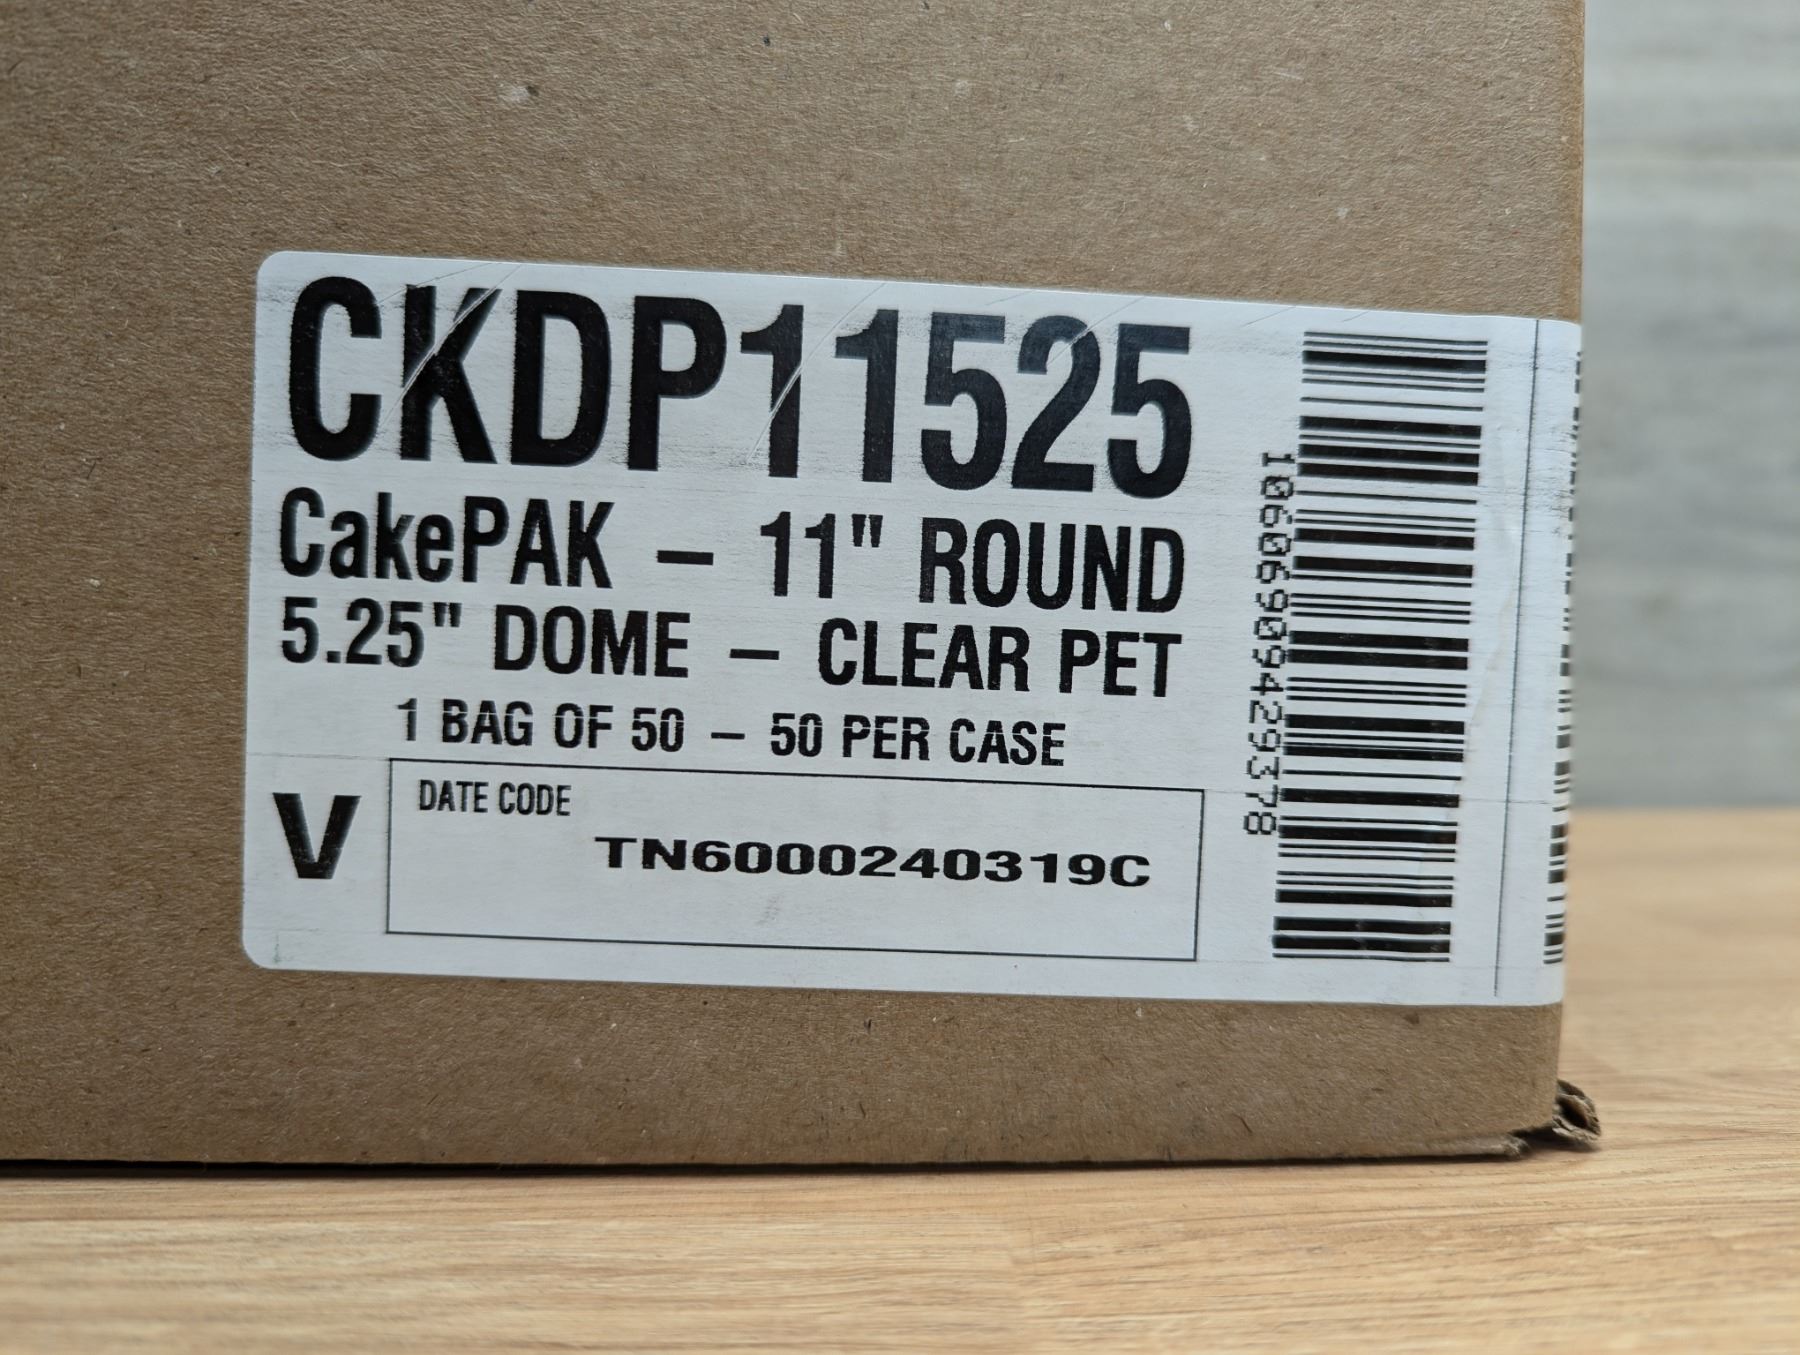 CKDP11525
CakePAK – 11" ROUND
5.25" DOME – CLEAR PET
1 BAG OF 50 – 50 PER CASE
V
DATE CODE
TN6000240319C
10606909429378